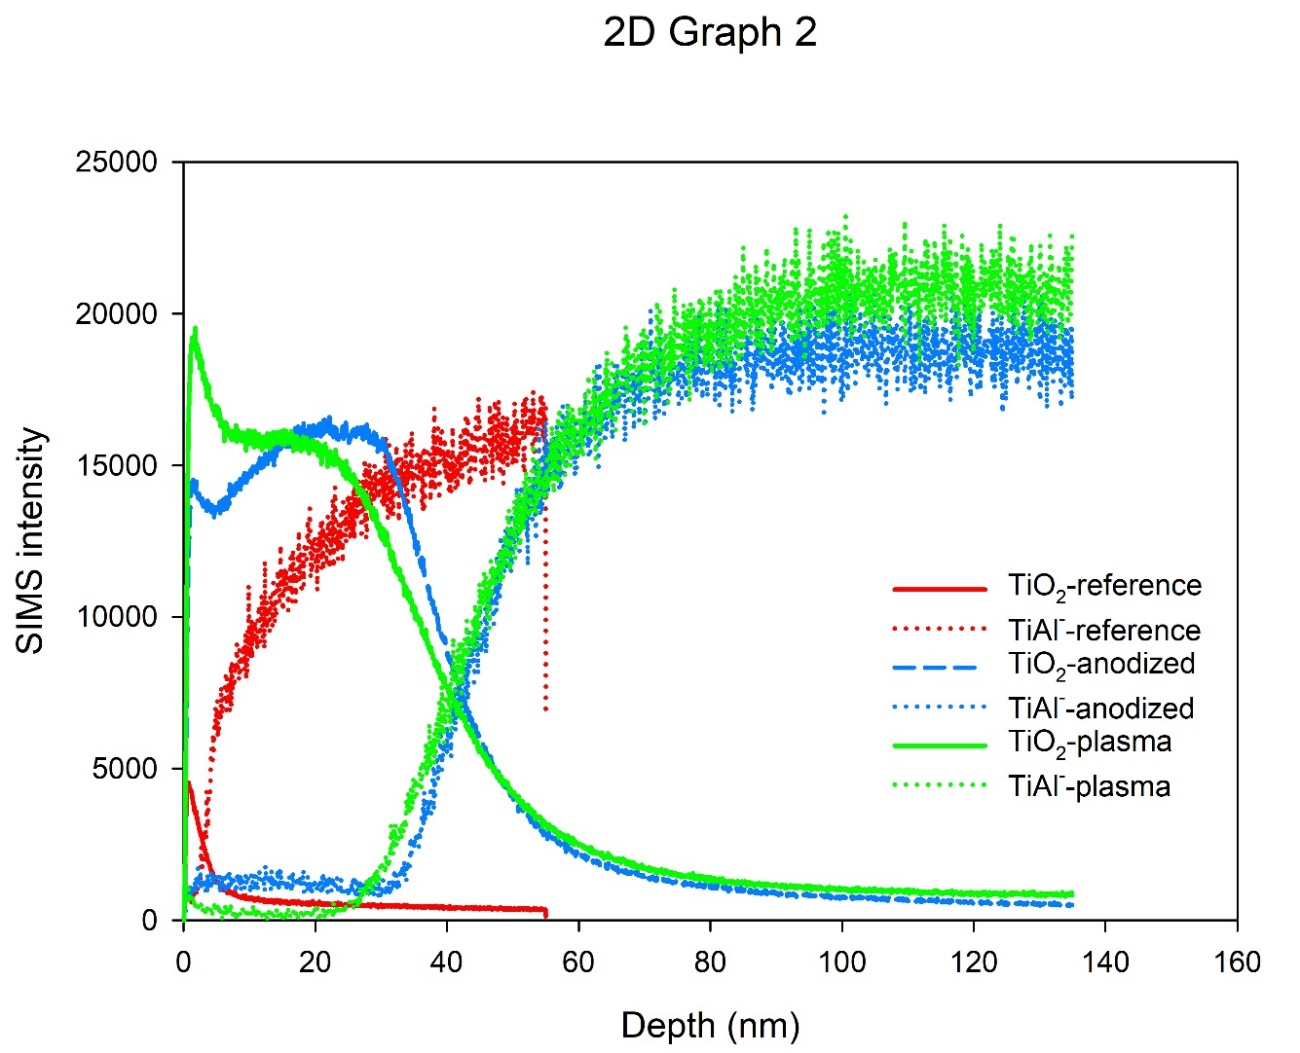 2D Graph 2
25000
20000
15000
10000
5000
0
SIMS intensity
TiO₂-reference
TiAl⁻-reference
TiO₂-anodized
TiAl⁻-anodized
TiO₂-plasma
TiAl⁻-plasma
0 20 40 60 80 100 120 140 160
Depth (nm)